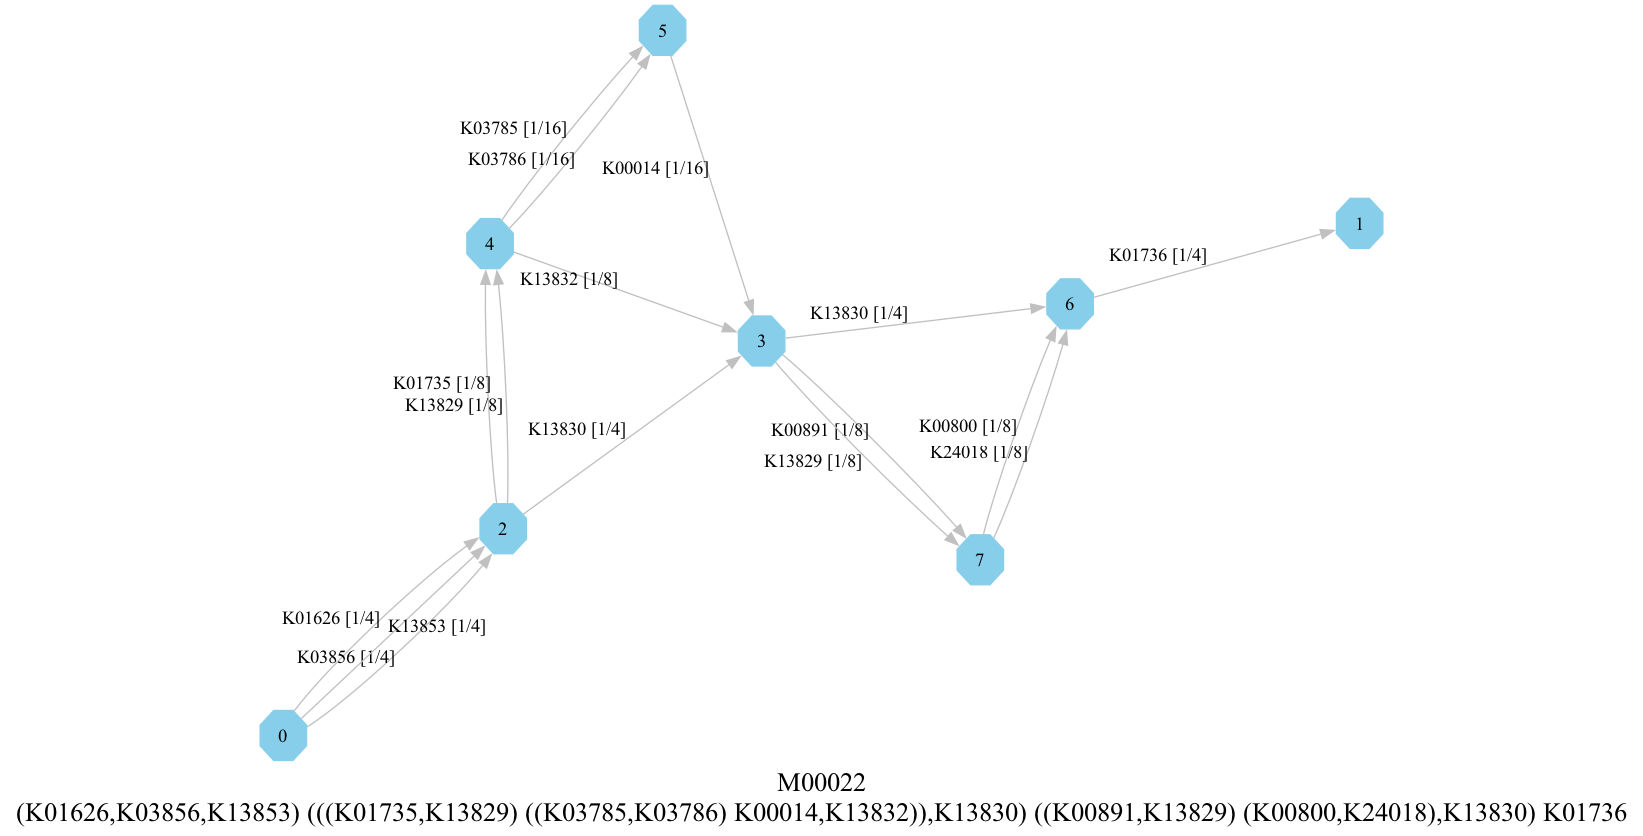 5
K03785 [1/16]
K03786 [1/16]
K00014 [1/16]
1
4
K01736 [1/4]
K13832 [1/8]
6
K13830 [1/4]
3
K01735 [1/8]
K13829 [1/8]
K13830 [1/4]
K00891 [1/8]
K00800 [1/8]
K24018 [1/8]
K13829 [1/8]
2
7
K01626 [1/4]
K13853 [1/4]
K03856 [1/4]
0
M00022
(K01626,K03856,K13853) (((K01735,K13829) ((K03785,K03786) K00014,K13832)),K13830) ((K00891,K13829) (K00800,K24018),K13830) K01736